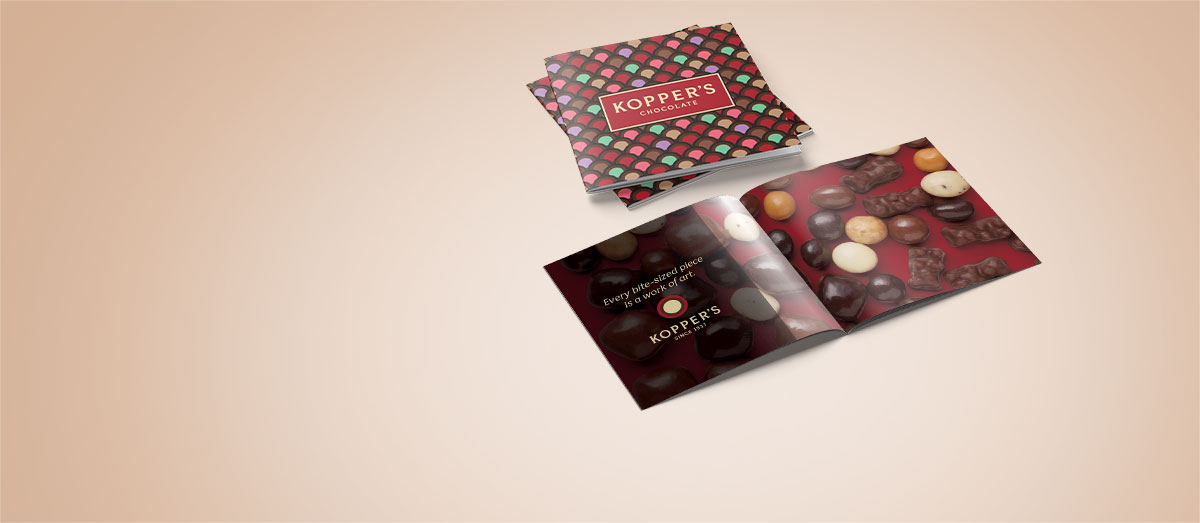 KOPPER'S
CHOCOLATE
Every bite-sized piece
is a work of art.
KOPPER'S
SINCE 1937